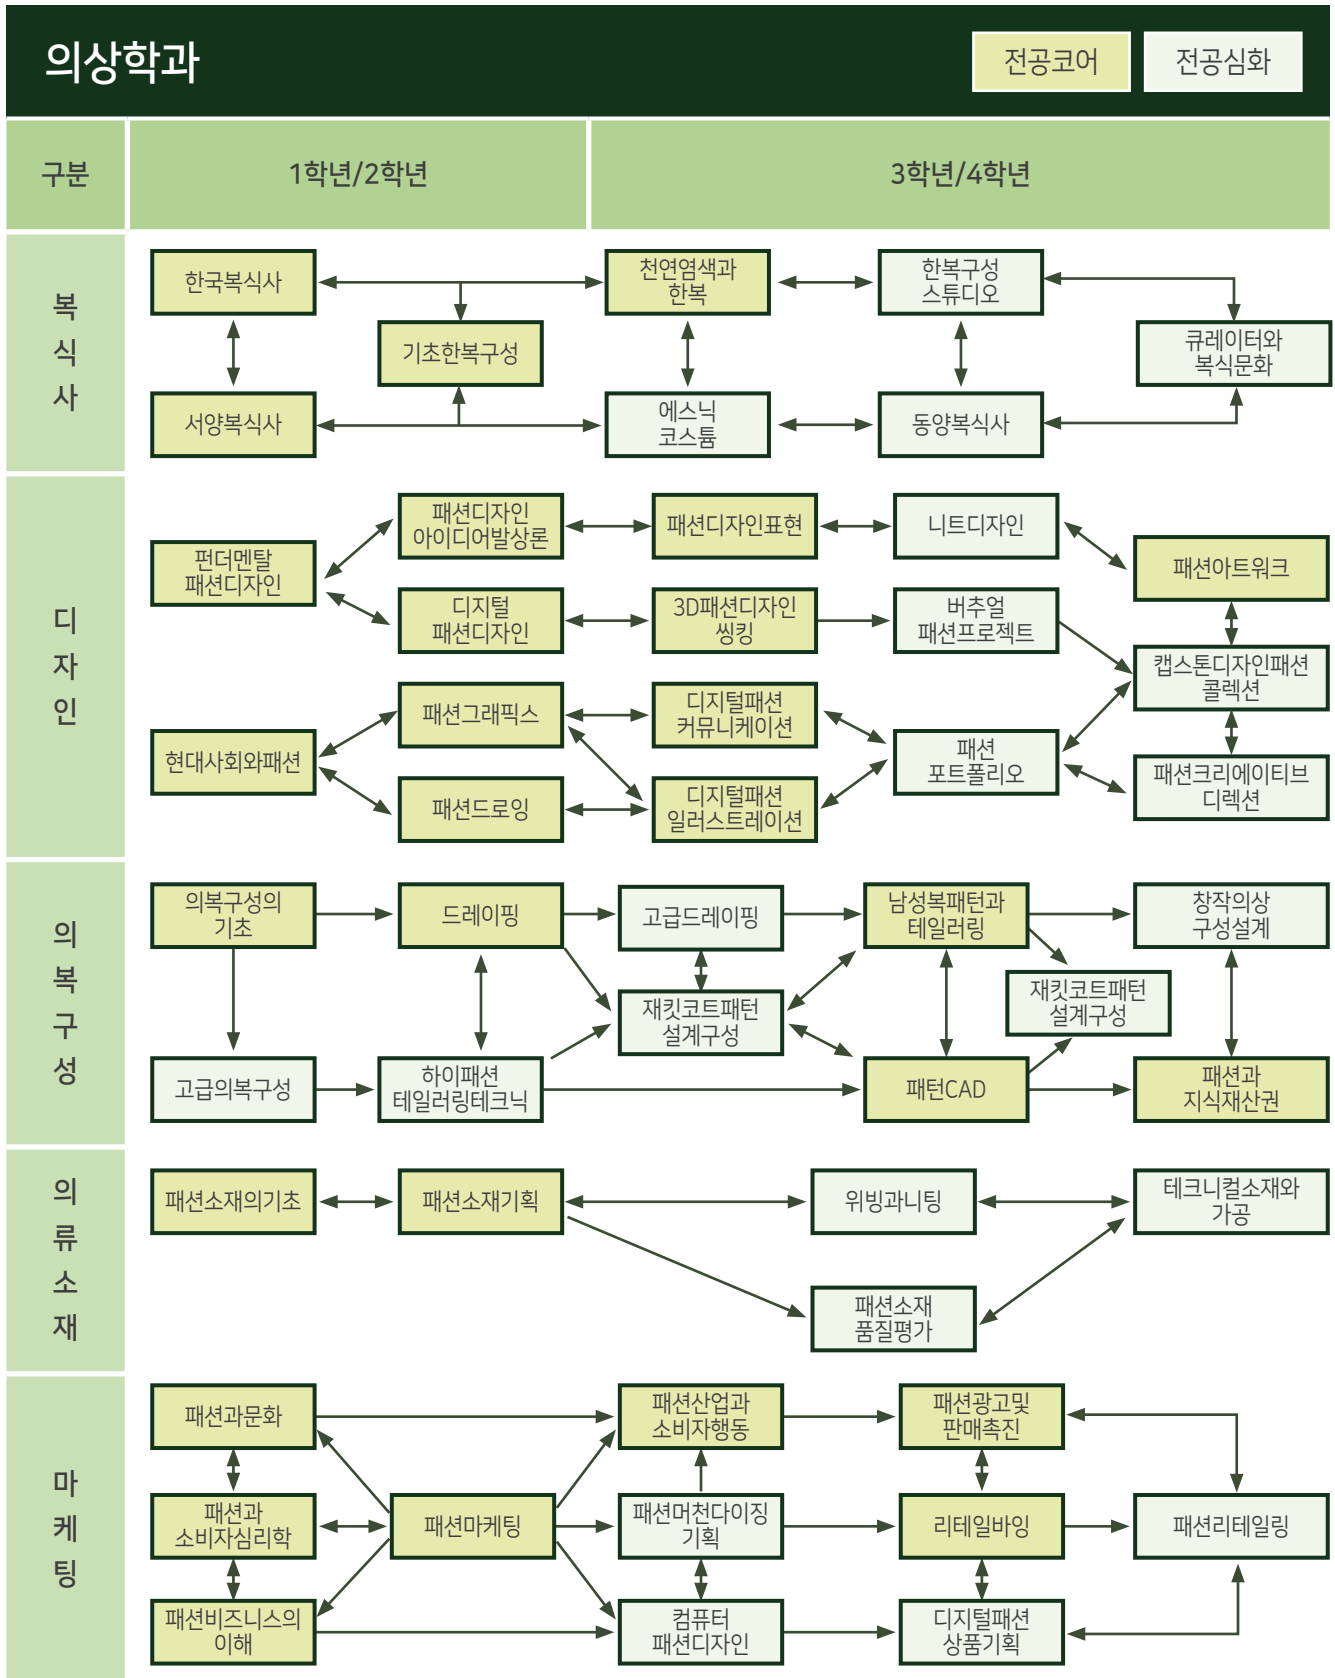 의상학과
전공코어
전공심화
구분
1학년/2학년
3학년/4학년
복
식
사
한국복식사
천연염색과
한복
한복구성
스튜디오
기초한복구성
큐레이터와
복식문화
서양복식사
에스닉
코스튬
동양복식사
디
자
인
펀더멘탈
패션디자인
패션디자인
아이디어발상론
패션디자인표현
니트디자인
패션아트워크
디지털
패션디자인
3D패션디자인
씽킹
버추얼
패션프로젝트
캡스톤디자인패션
콜렉션
현대사회와패션
패션그래픽스
디지털패션
커뮤니케이션
패션
포트폴리오
패션크리에이티브
디렉션
패션드로잉
디지털패션
일러스트레이션
의
복
구
성
의복구성의
기초
드레이핑
고급드레이핑
남성복패턴과
테일러링
창작의상
구성설계
재킷코트패턴
설계구성
재킷코트패턴
설계구성
고급의복구성
하이패션
테일러링테크닉
패턴CAD
패션과
지식재산권
의
류
소
재
패션소재의기초
패션소재기획
위빙과니팅
테크니컬소재와
가공
패션소재
품질평가
마
케
팅
패션과문화
패션산업과
소비자행동
패션광고및
판매촉진
패션과
소비자심리학
패션마케팅
패션머천다이징
기획
리테일바잉
패션리테일링
패션비즈니스의
이해
컴퓨터
패션디자인
디지털패션
상품기획